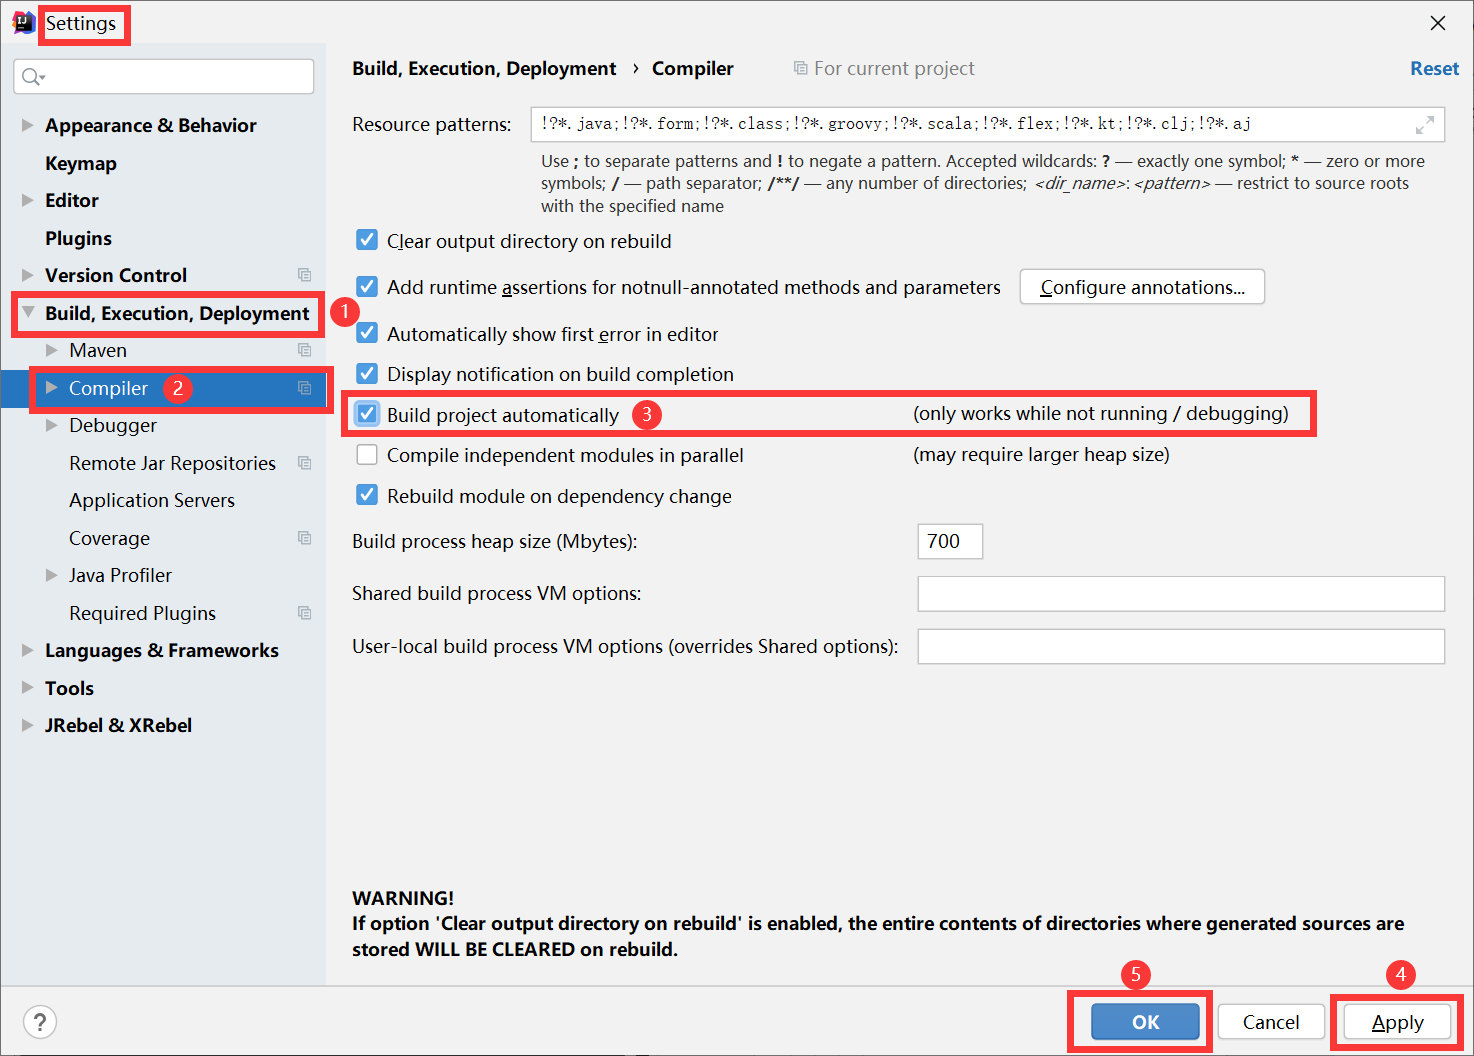 Settings
Build, Execution, Deployment › Compiler For current project Reset
Appearance & Behavior
Keymap
Editor
Plugins
Version Control
Build, Execution, Deployment 1
Maven
Compiler 2
Debugger
Remote Jar Repositories
Application Servers
Coverage
Java Profiler
Required Plugins
Languages & Frameworks
Tools
JRebel & XRebel
Resource patterns: !?*.java;!?*.form;!?*.class;!?*.groovy;!?*.scala;!?*.flex;!?*.kt;!?*.clj;!?*.aj
Use ; to separate patterns and ! to negate a pattern. Accepted wildcards: ? — exactly one symbol; * — zero or more
symbols; / — path separator; /**/ — any number of directories; <dir_name>:<pattern> — restrict to source roots
with the specified name
Clear output directory on rebuild
Add runtime assertions for notnull-annotated methods and parameters Configure annotations...
Automatically show first error in editor
Display notification on build completion
Build project automatically 3 (only works while not running / debugging)
Compile independent modules in parallel (may require larger heap size)
Rebuild module on dependency change
Build process heap size (Mbytes): 700
Shared build process VM options:
User-local build process VM options (overrides Shared options):
WARNING!
If option 'Clear output directory on rebuild' is enabled, the entire contents of directories where generated sources are
stored WILL BE CLEARED on rebuild.
5 4
? OK Cancel Apply